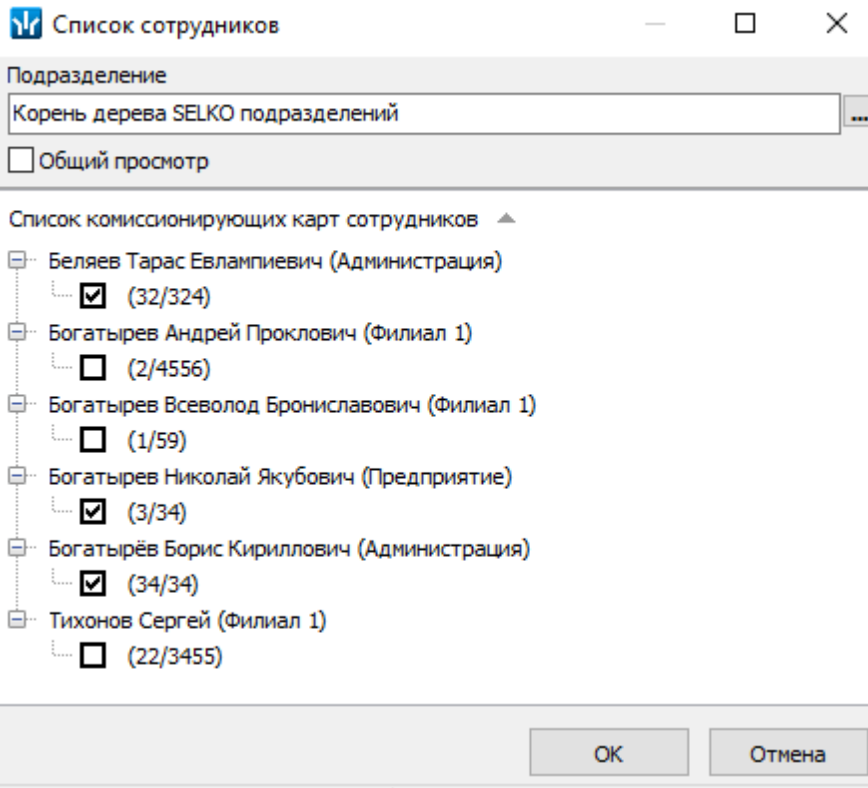 Список сотрудников
Подразделение
Корень дерева SELKO подразделений
...
Общий просмотр
Список комиссионирующих карт сотрудников
Беляев Тарас Евлампиевич (Администрация)
(32/324)
Богатырев Андрей Проклович (Филиал 1)
(2/4556)
Богатырев Всеволод Брониславович (Филиал 1)
(1/59)
Богатырев Николай Якубович (Предприятие)
(3/34)
Богатырёв Борис Кириллович (Администрация)
(34/34)
Тихонов Сергей (Филиал 1)
(22/3455)
ОК Отмена